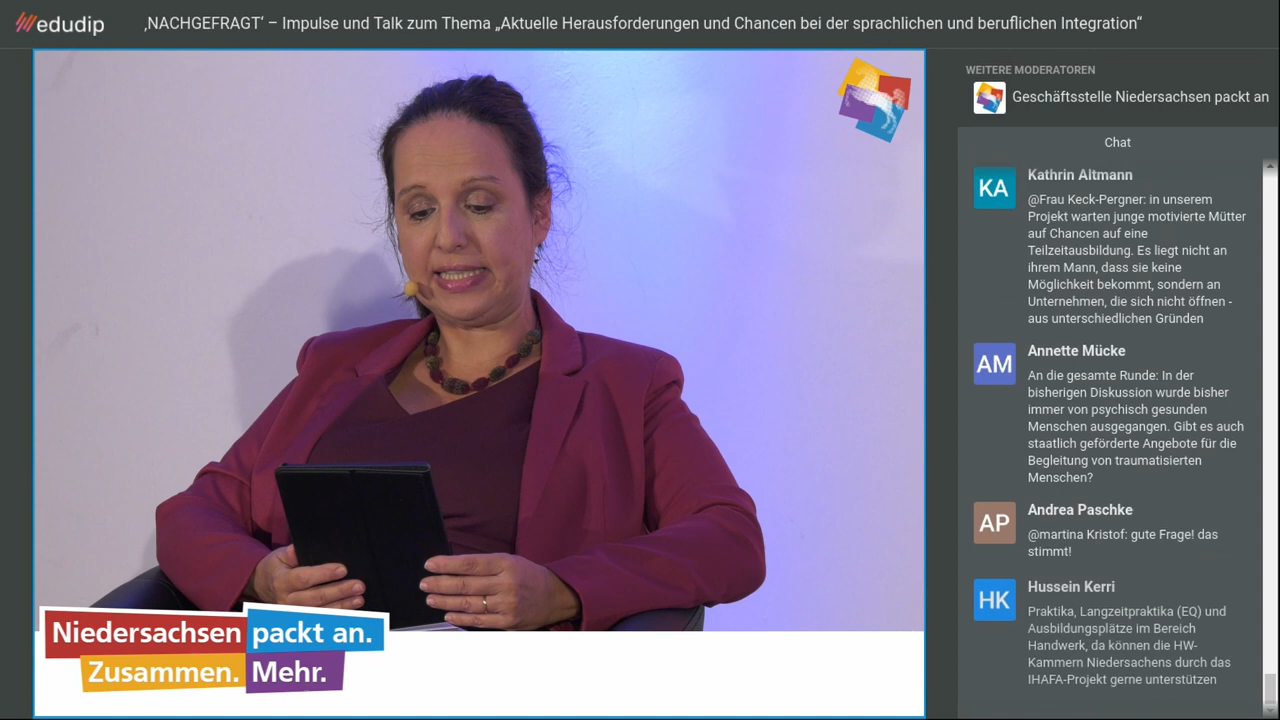 edudip
‚NACHGEFRAGT‘ – Impulse und Talk zum Thema „Aktuelle Herausforderungen und Chancen bei der sprachlichen und beruflichen Integration“
WEITERE MODERATOREN
Geschäftsstelle Niedersachsen packt an
Chat
KA
Kathrin Altmann
@Frau Keck-Pergner: in unserem
Projekt warten junge motivierte Mütter
auf Chancen auf eine
Teilzeitausbildung. Es liegt nicht an
ihrem Mann, dass sie keine
Möglichkeit bekommt, sondern an
Unternehmen, die sich nicht öffnen -
aus unterschiedlichen Gründen
AM
Annette Mücke
An die gesamte Runde: In der
bisherigen Diskussion wurde bisher
immer von psychisch gesunden
Menschen ausgegangen. Gibt es auch
staatlich geförderte Angebote für die
Begleitung von traumatisierten
Menschen?
AP
Andrea Paschke
@martina Kristof: gute Frage! das
stimmt!
HK
Hussein Kerri
Praktika, Langzeitpraktika (EQ) und
Ausbildungsplätze im Bereich
Handwerk, da können die HW-
Kammern Niedersachens durch das
IHAFA-Projekt gerne unterstützen
Niedersachsen packt an.
Zusammen. Mehr.